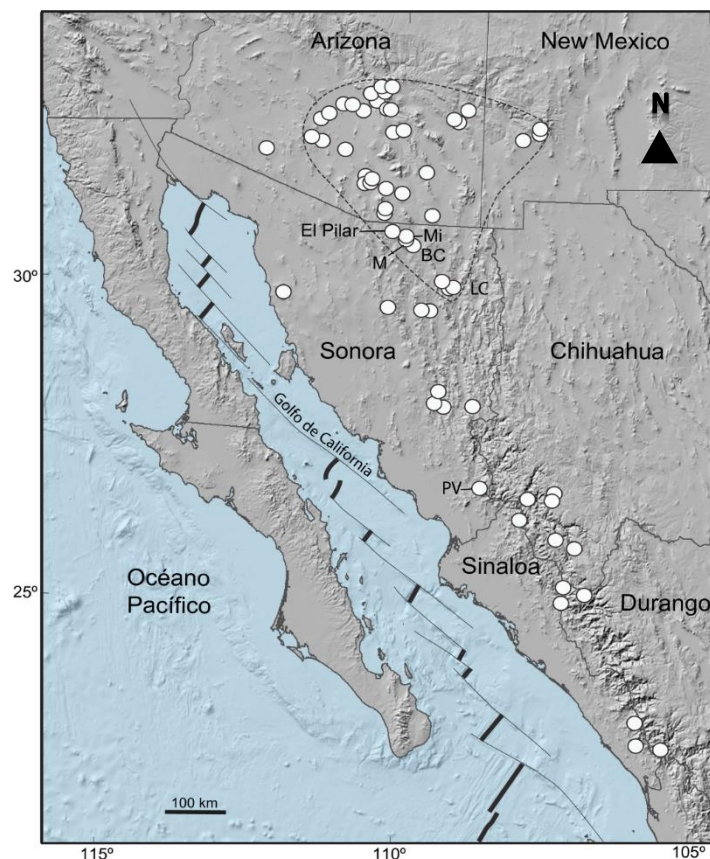 Arizona
New Mexico
N
El Pilar
Mi
M
BC
30º
LC
Sonora
Chihuahua
Golfo de California
PV
Sinaloa
Océano
Pacífico
25º
Durango
100 km
115º
110º
105º